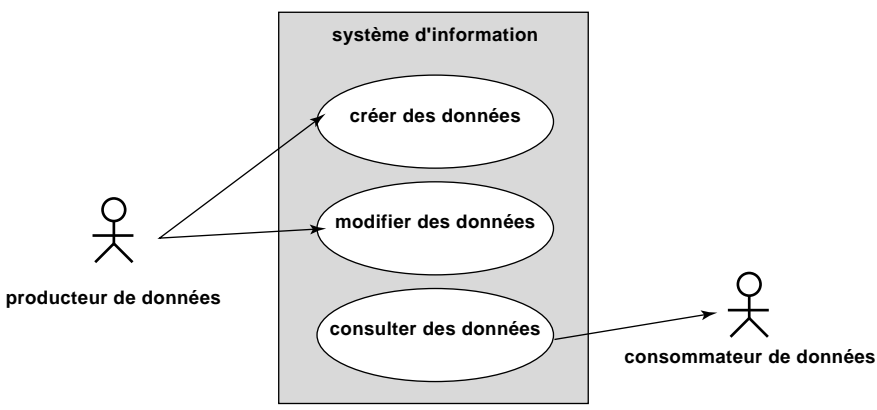 système d'information
créer des données
modifier des données
producteur de données
consulter des données
consommateur de données